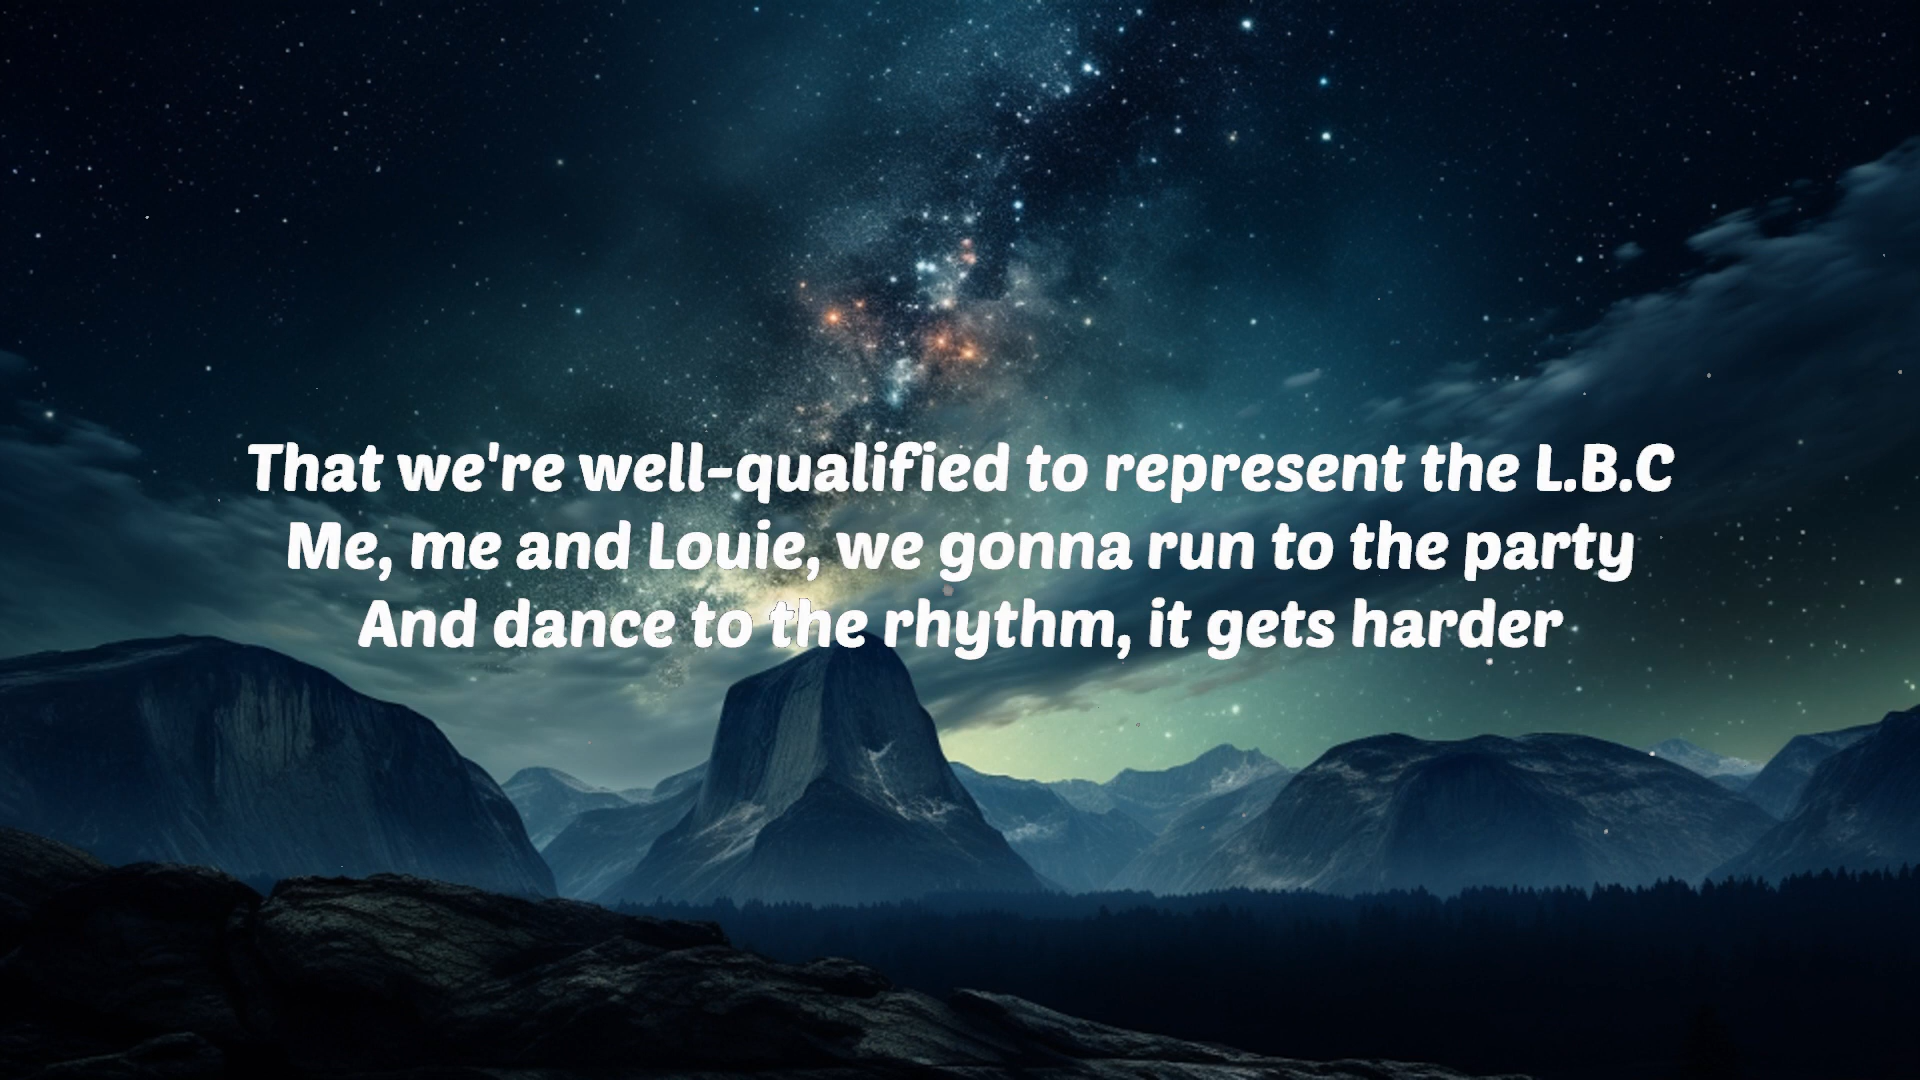 That we're well-qualified to represent the L.B.C
Me, me and Louie, we gonna run to the party
And dance to the rhythm, it gets harder